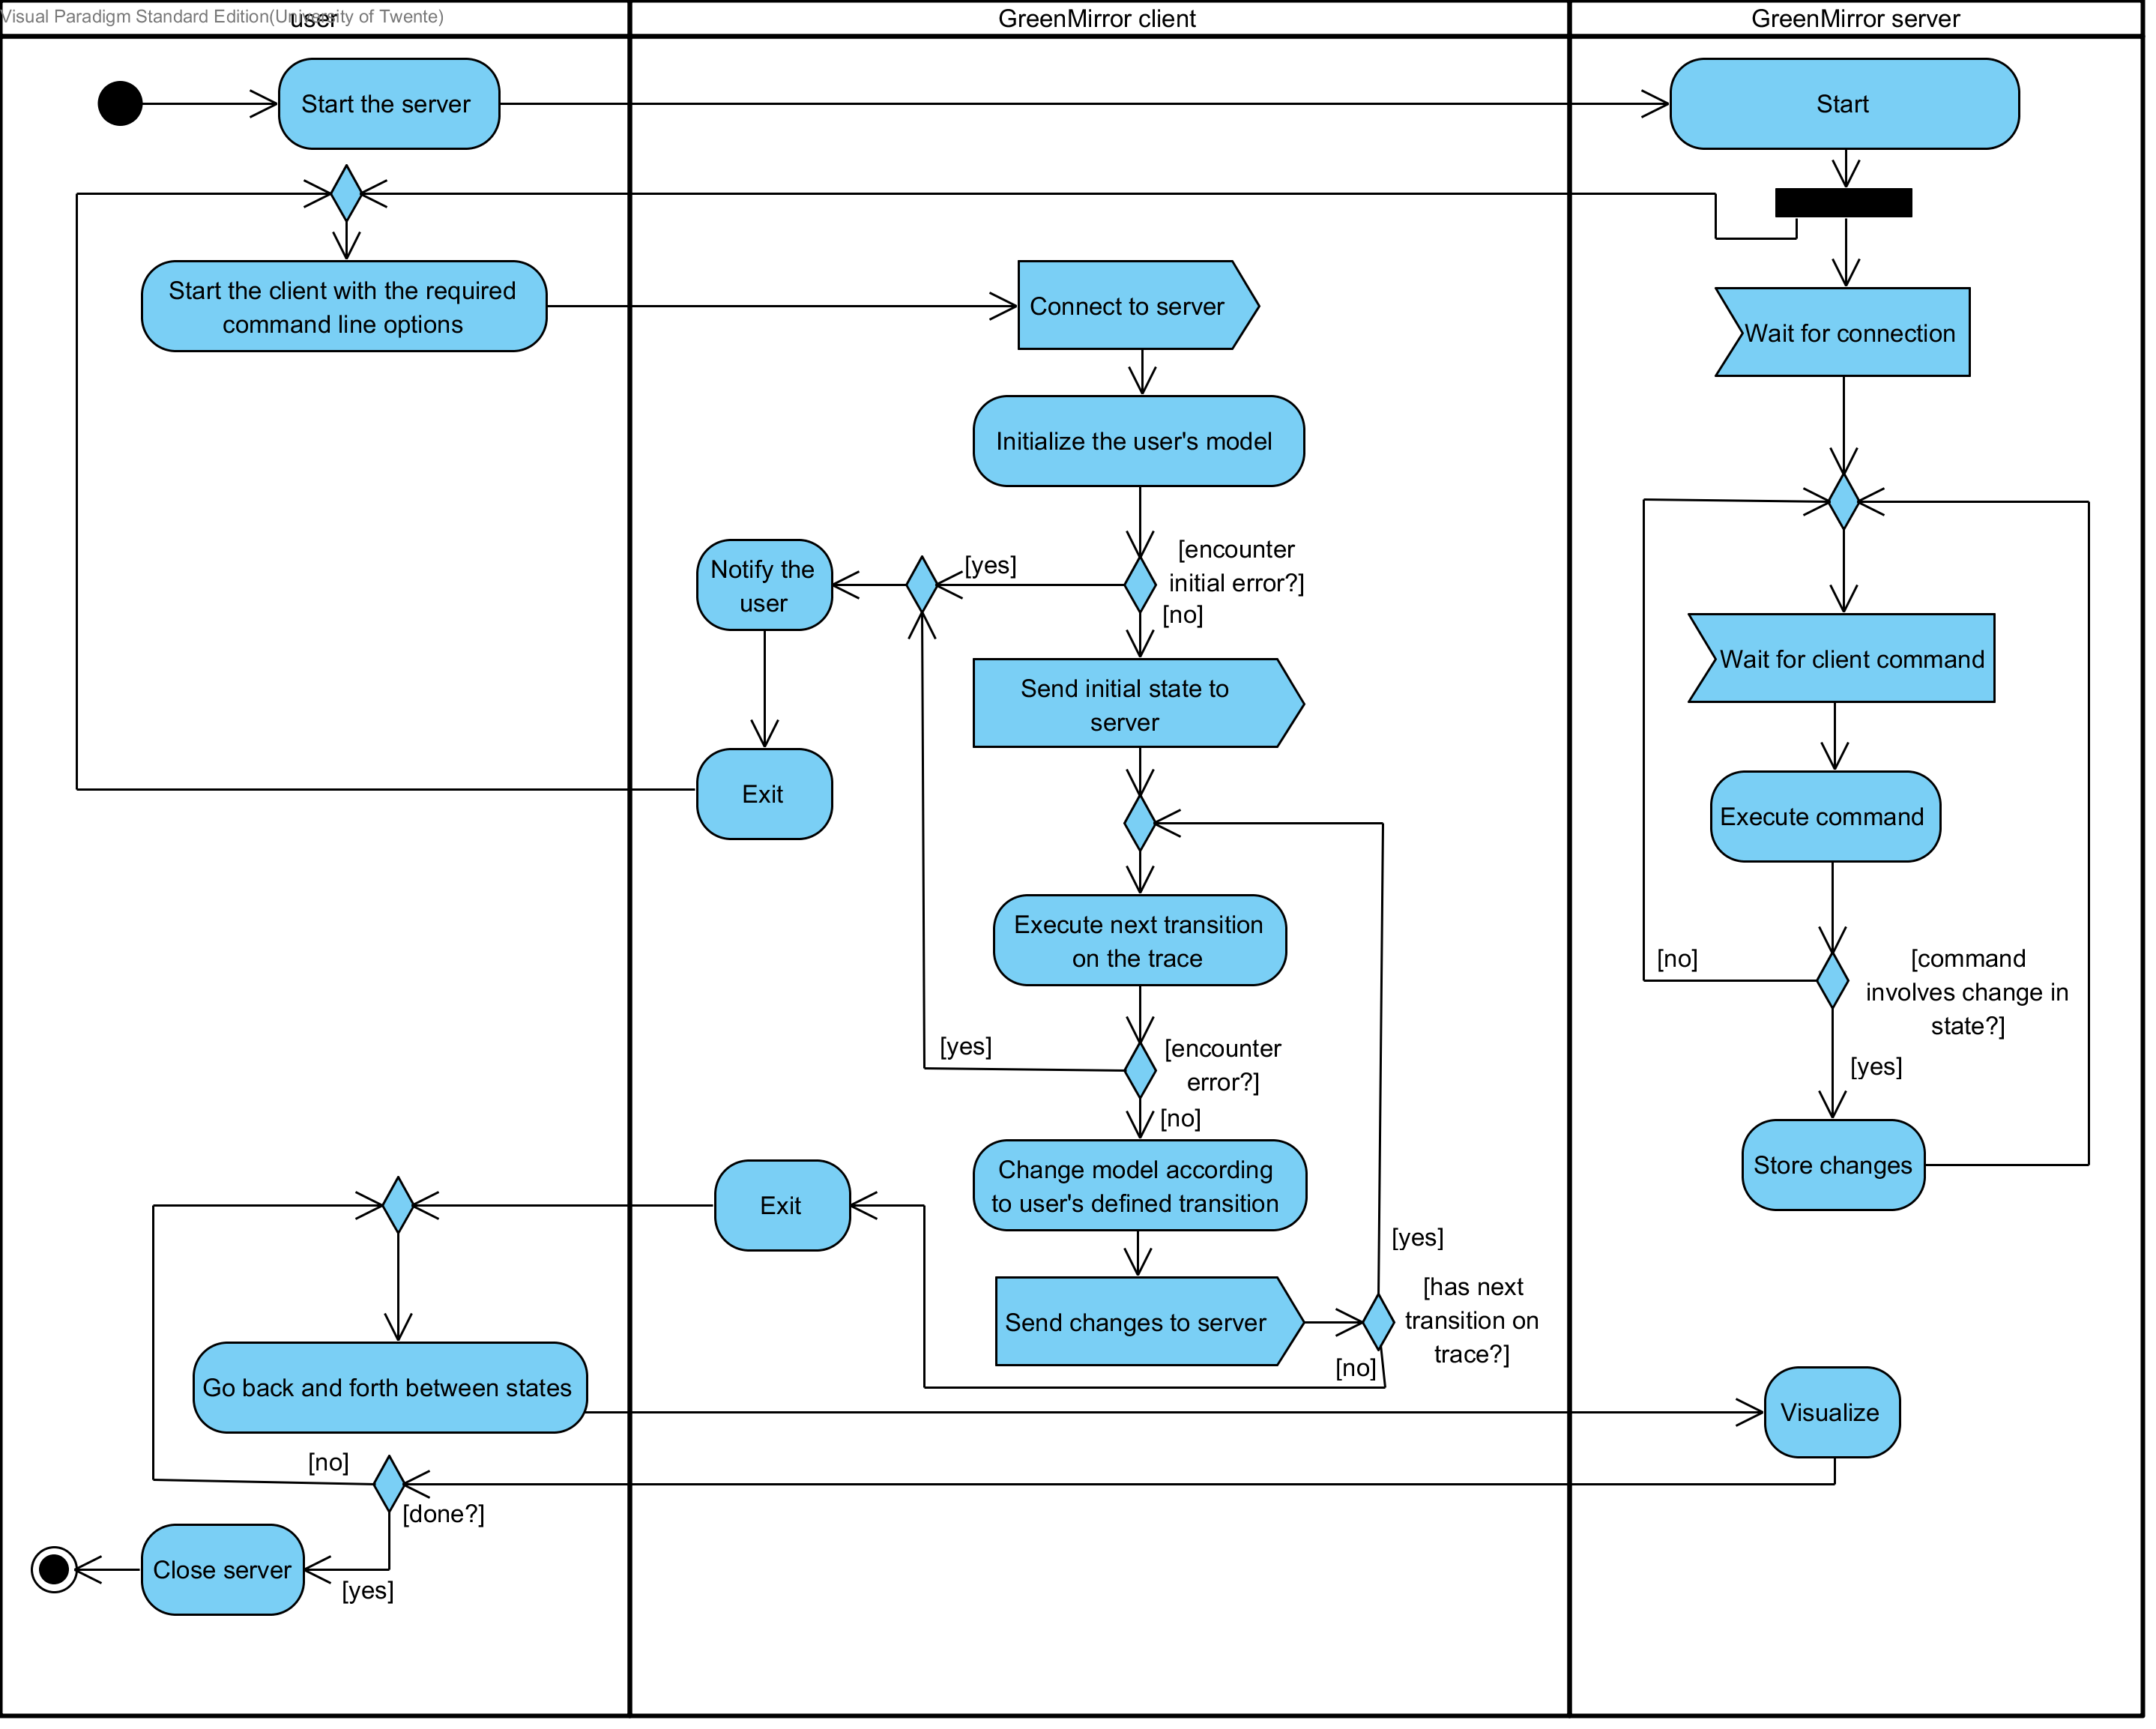 Visual Paradigm Standard Edition(University of Twente)
user
GreenMirror client
GreenMirror server
Start the server
Start
Start the client with the required
command line options
Connect to server
Wait for connection
Initialize the user's model
[encounter
initial error?]
[yes]
[no]
Notify the
user
Send initial state to
server
Wait for client command
Exit
Execute command
Execute next transition
on the trace
[no]
[command
involves change in
state?]
[yes]
[encounter
error?]
[yes]
[no]
Change model according
to user's defined transition
Store changes
Exit
[yes]
[has next
transition on
trace?]
Send changes to server
[no]
Go back and forth between states
Visualize
[no]
[done?]
Close server
[yes]